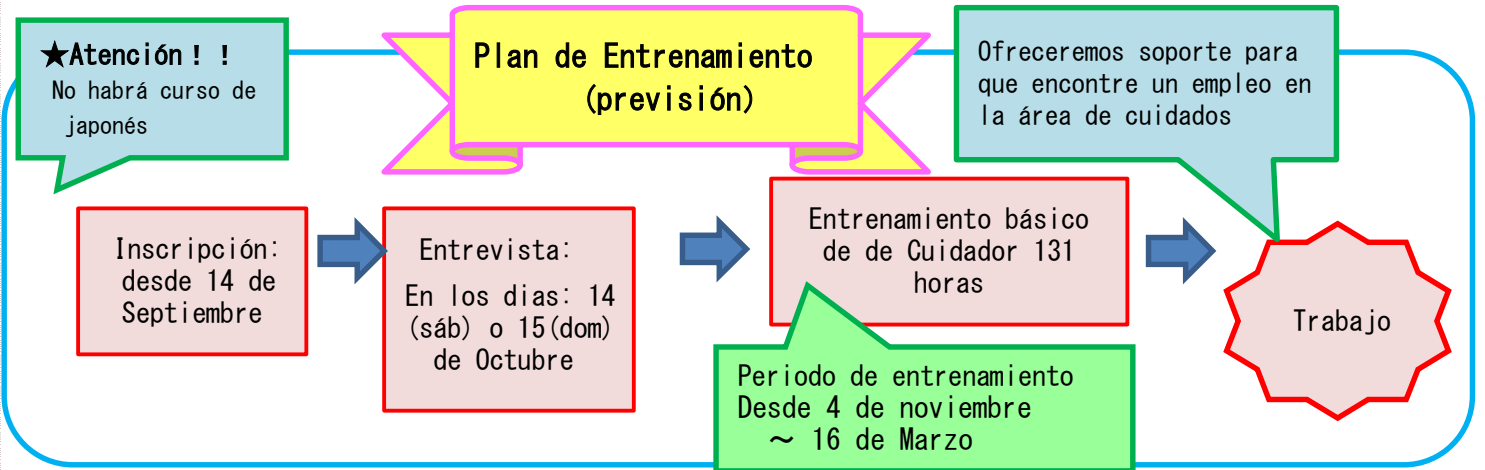 ★Atención！！
No habrá curso de
japonés
Plan de Entrenamiento
(previsión)
Ofreceremos soporte para
que encontre un empleo en
la área de cuidados
Inscripción:
desde 14 de
Septiembre
Entrevista:
En los dias: 14
(sáb) o 15(dom)
de Octubre
Entrenamiento básico
de de Cuidador 131
horas
Periodo de entrenamiento
Desde 4 de noviembre
～ 16 de Marzo
Trabajo